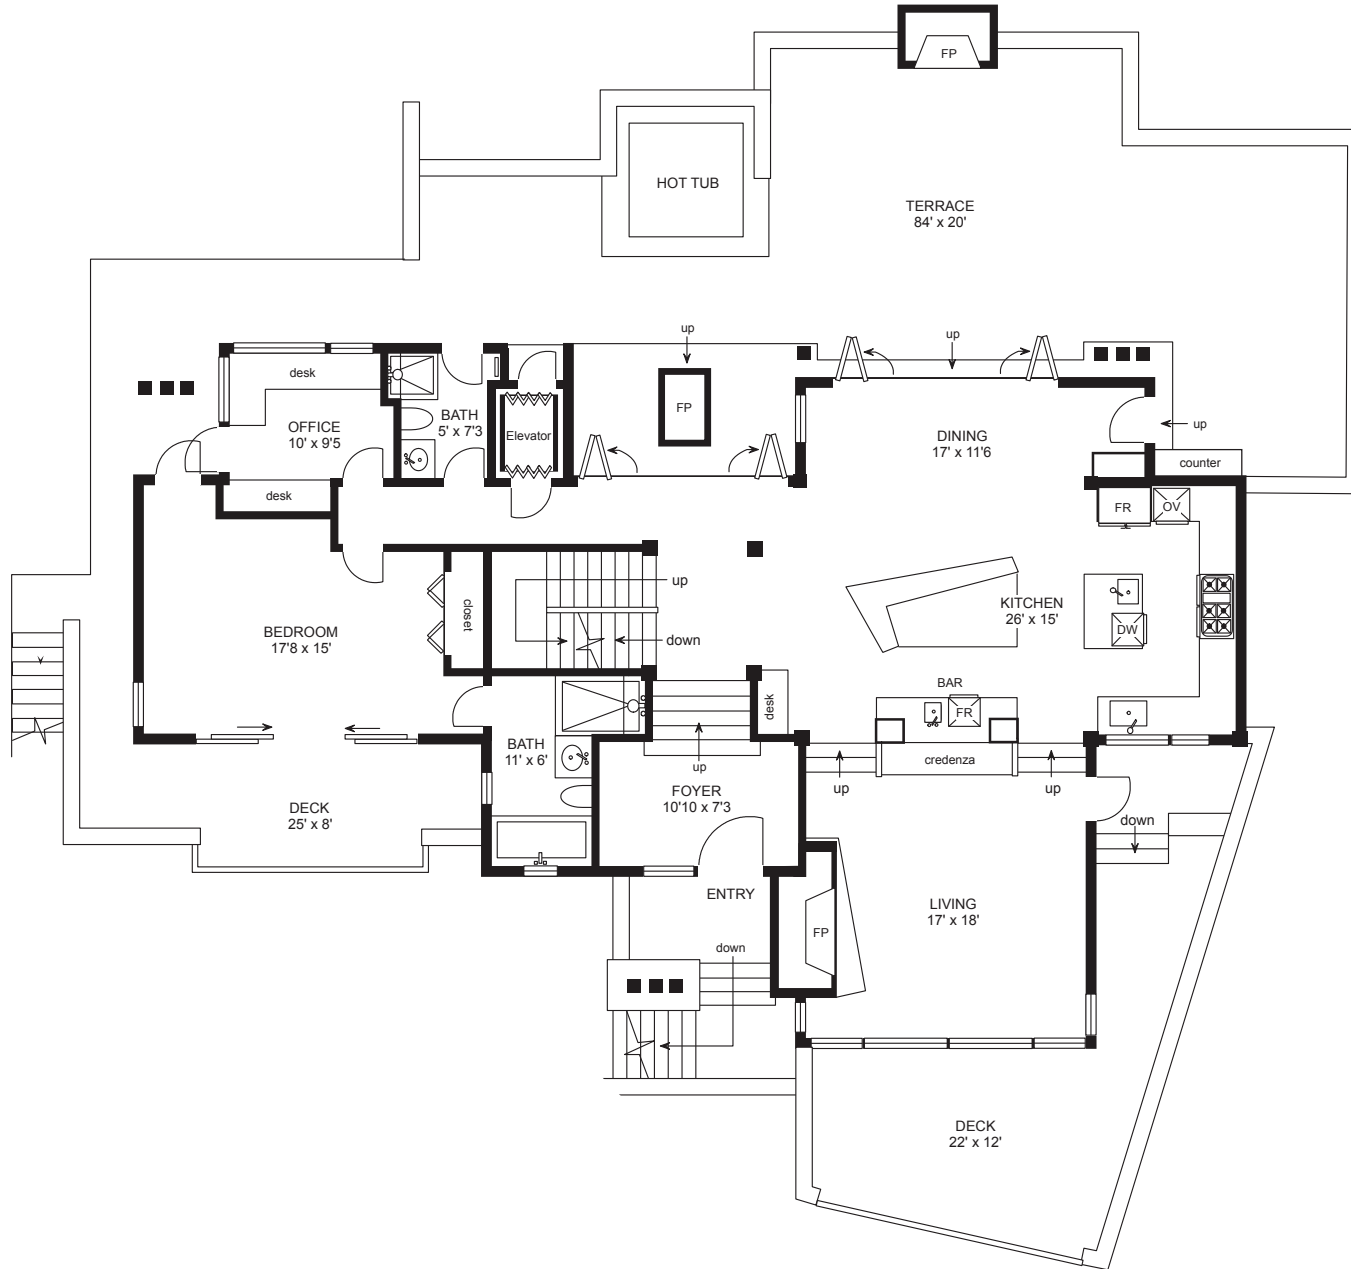 FP
HOT TUB
TERRACE
84' x 20'
up
up
desk
FP
BATH
5' x 7'3
OFFICE
10' x 9'5
Elevator
DINING
17' x 11'6
up
counter
desk
FR
OV
up
closet
KITCHEN
26' x 15'
DW
BEDROOM
17'8 x 15'
down
BAR
desk
FR
BATH
11' x 6'
up
credenza
up
up
FOYER
10'10 x 7'3
DECK
25' x 8'
down
ENTRY
LIVING
17' x 18'
FP
down
DECK
22' x 12'